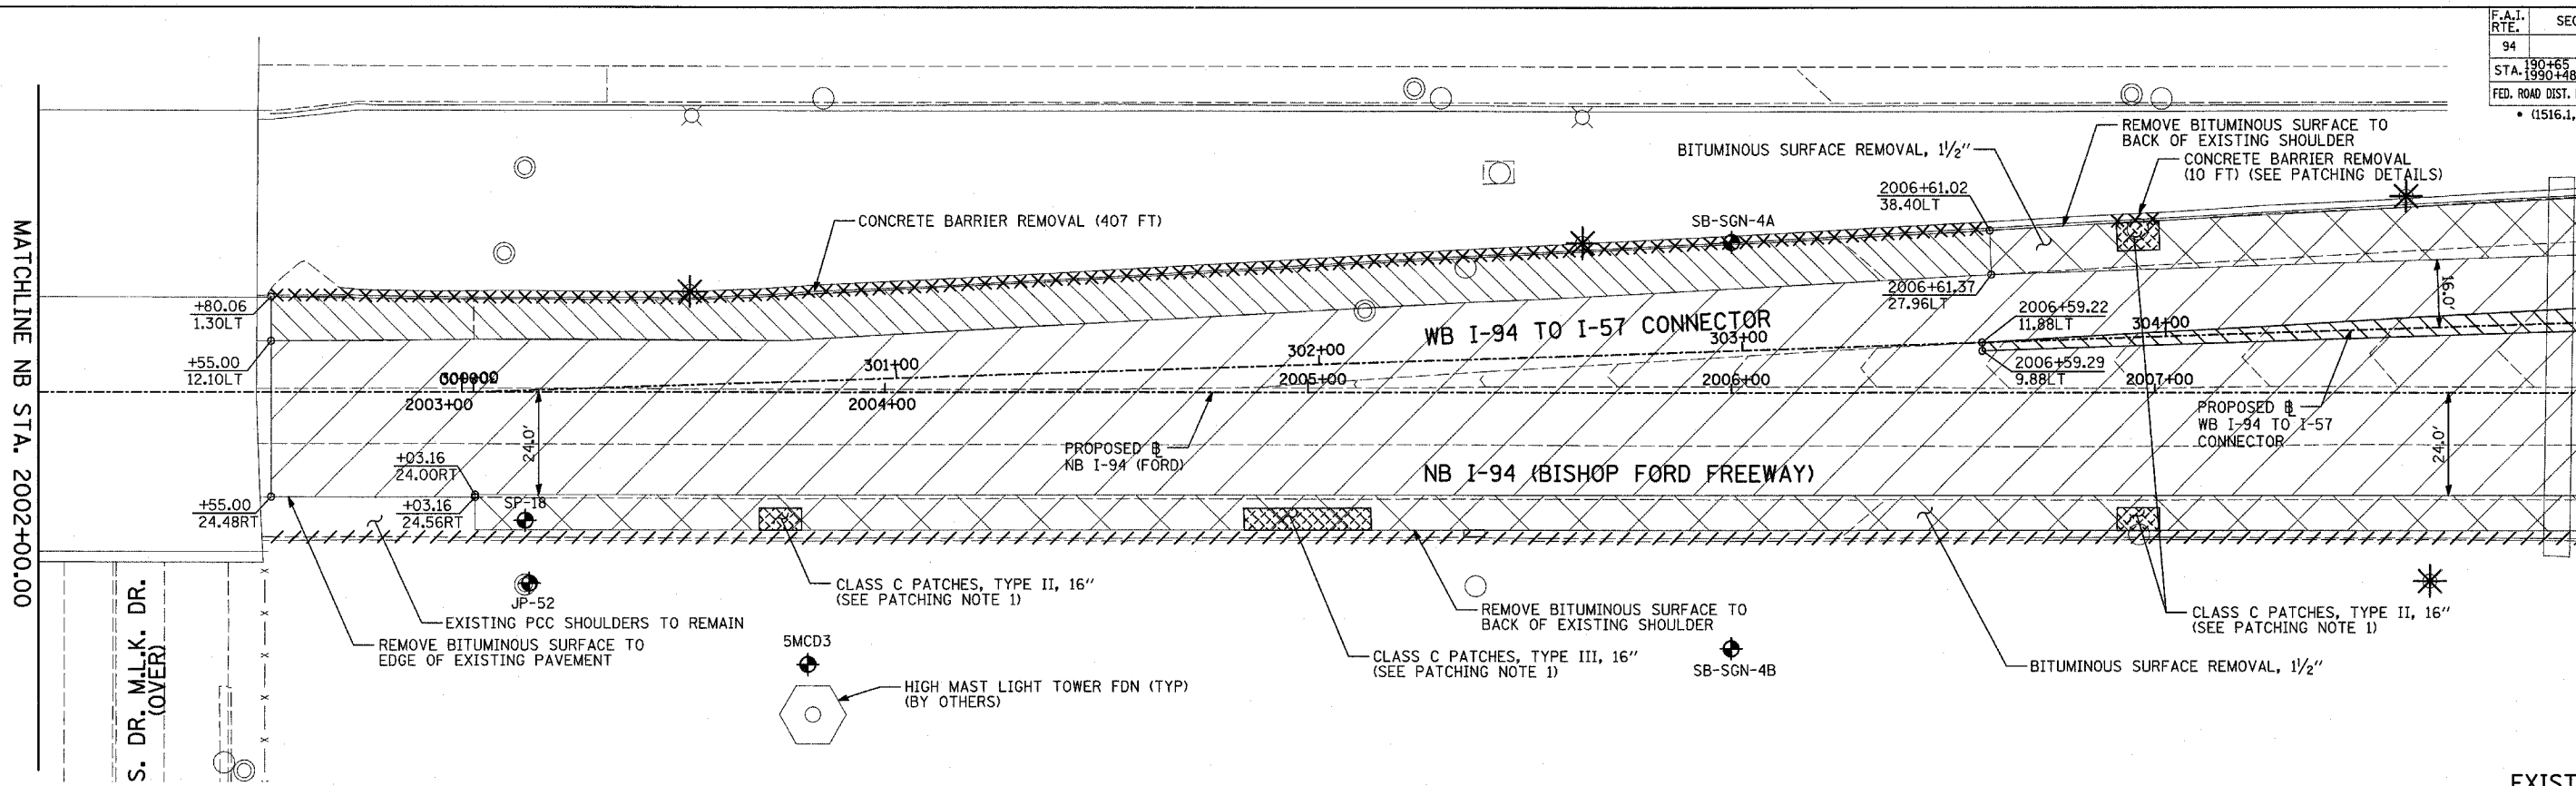 F.A.I.
RTE.
SEC
94
STA. 190+65
1990+48
FED. ROAD DIST.
• (1516.1,
REMOVE BITUMINOUS SURFACE TO
BACK OF EXISTING SHOULDER
BITUMINOUS SURFACE REMOVAL, 1½"
CONCRETE BARRIER REMOVAL
(10 FT) (SEE PATCHING DETAILS)
2006+61.02
38.40LT
CONCRETE BARRIER REMOVAL (407 FT)
SB-SGN-4A
MATCHLINE NB STA. 2002+00.00
+80.06
1.30LT
2006+61.37
27.96LT
16.0'
2006+59.22
11.88LT
WB I-94 TO I-57 CONNECTOR
304+00
303+00
302+00
301+00
+55.00
12.10LT
2006+59.29
9.88LT
2003+00
2004+00
2005+00
2006+00
2007+00
PROPOSED B
WB I-94 TO I-57
CONNECTOR
24.0'
24.0'
PROPOSED B
NB I-94 (FORD)
+03.16
24.00RT
NB I-94 (BISHOP FORD FREEWAY)
+55.00
24.48RT
+03.16
24.56RT
SP-18
CLASS C PATCHES, TYPE II, 16"
(SEE PATCHING NOTE 1)
JP-52
EXISTING PCC SHOULDERS TO REMAIN
REMOVE BITUMINOUS SURFACE TO
EDGE OF EXISTING PAVEMENT
REMOVE BITUMINOUS SURFACE TO
BACK OF EXISTING SHOULDER
CLASS C PATCHES, TYPE II, 16"
(SEE PATCHING NOTE 1)
5MCD3
CLASS C PATCHES, TYPE III, 16"
(SEE PATCHING NOTE 1)
SB-SGN-4B
BITUMINOUS SURFACE REMOVAL, 1½"
HIGH MAST LIGHT TOWER FDN (TYP)
(BY OTHERS)
S. DR. M.L.K. DR.
(OVER)
EXIST